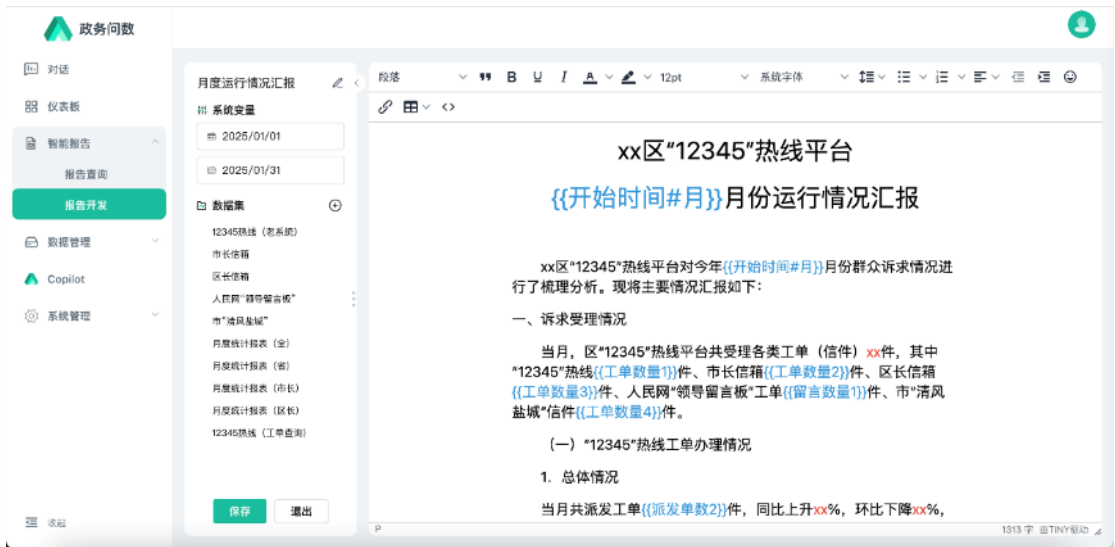 政务问数
对话
仪表板
智能报告
报告查询
报告开发
数据管理
Copilot
系统管理
收起
月度运行情况汇报
系统变量
2025/01/01
2025/01/31
数据集
12345热线（老系统）
市长信箱
区长信箱
人民网“领导留言板”
市“清风盐城”
月度统计报表（全）
月度统计报表（省）
月度统计报表（市长）
月度统计报表（区长）
12345热线（工单查询）
保存
退出
段落
B U I A 12pt 系统字体
xx区“12345”热线平台
{{开始时间#月}}月份运行情况汇报
xx区“12345”热线平台对今年{{开始时间#月}}月份群众诉求情况进
行了梳理分析。现将主要情况汇报如下：
一、诉求受理情况
当月，区“12345”热线平台共受理各类工单（信件）xx件，其中
“12345”热线{{工单数量1}}件、市长信箱{{工单数量2}}件、区长信箱
{{工单数量3}}件、人民网“领导留言板”工单{{留言数量1}}件、市“清风
盐城”信件{{工单数量4}}件。
（一）“12345”热线工单办理情况
1. 总体情况
当月共派发工单{{派发单数2}}件，同比上升xx%，环比下降xx%，
P
1313 字 由TINY驱动